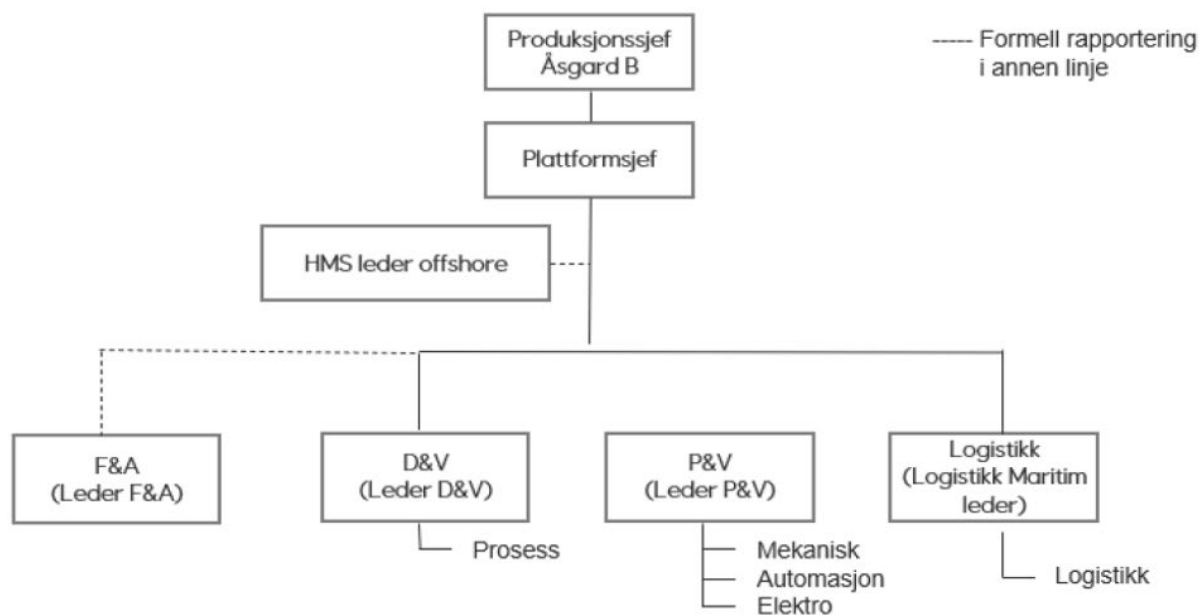 Produksjonssjef
Åsgard B
----- Formell rapportering
i annen linje
Plattformsjef
HMS leder offshore
F&A
(Leder F&A)
D&V
(Leder D&V)
P&V
(Leder P&V)
Logistikk
(Logistikk Maritim
leder)
Prosess
Mekanisk
Automasjon
Elektro
Logistikk